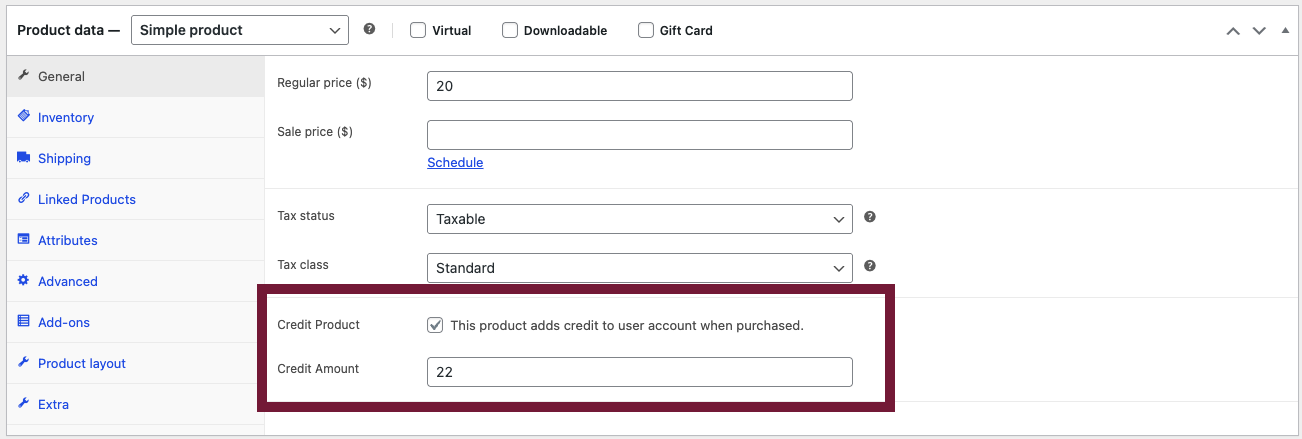 Product data — Simple product ? Virtual Downloadable Gift Card
General
Inventory
Shipping
Linked Products
Attributes
Advanced
Add-ons
Product layout
Extra
Regular price ($) 20
Sale price ($)
Schedule
Tax status Taxable ?
Tax class Standard ?
Credit Product This product adds credit to user account when purchased.
Credit Amount 22